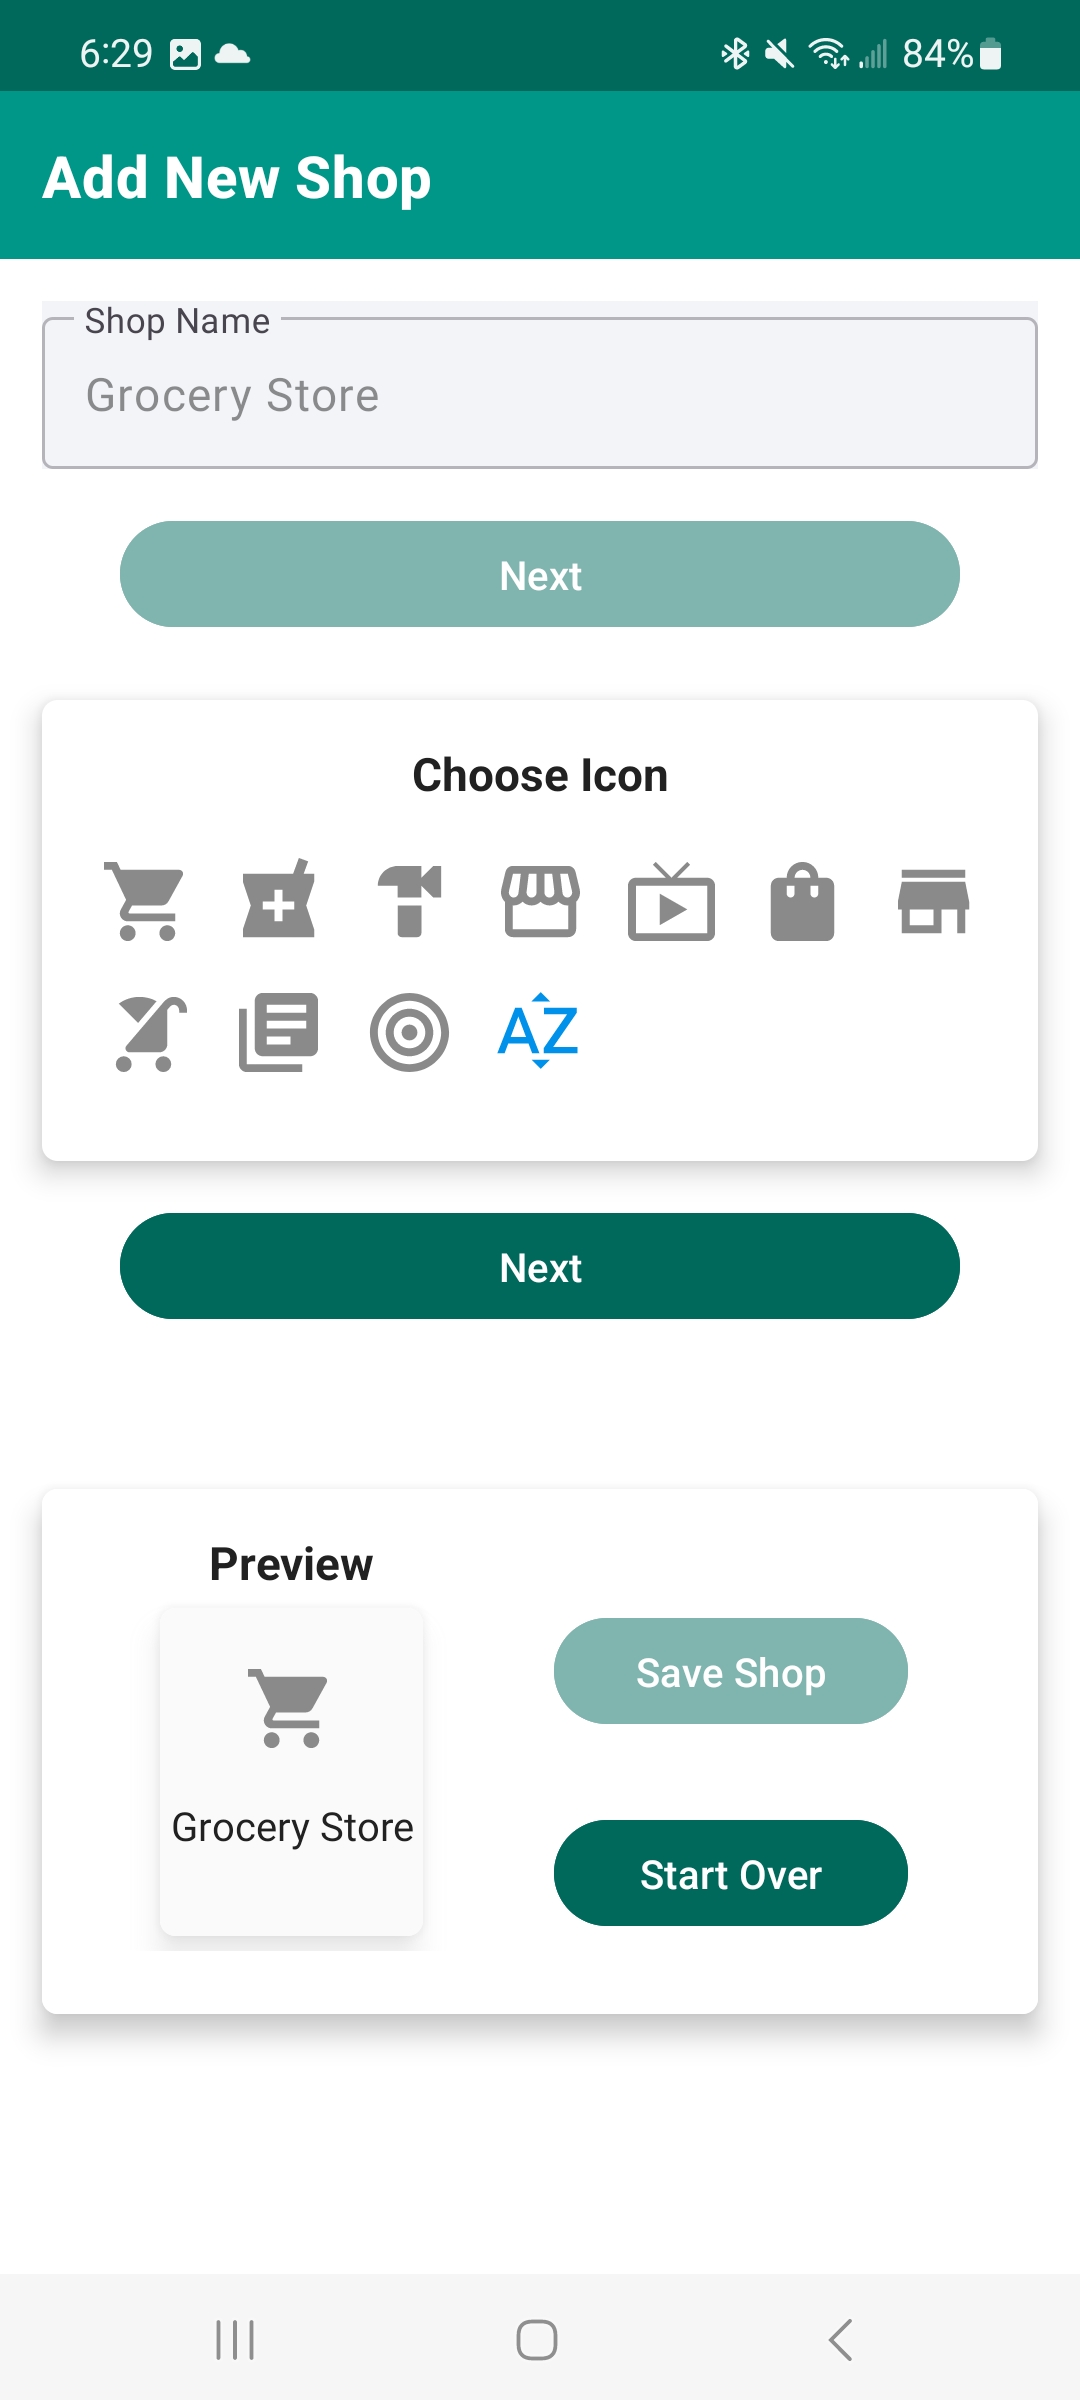 6:29 84%
Add New Shop
Shop Name
Grocery Store
Next
Choose Icon
AZ
Next
Preview
Save Shop
Grocery Store
Start Over